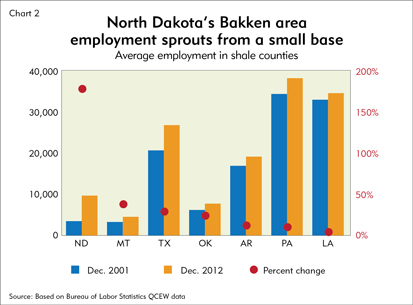 Chart 2
North Dakota's Bakken area
employment sprouts from a small base
Average employment in shale counties
40,000 200%
30,000 150%
20,000 100%
10,000 50%
0 0%
ND MT TX OK AR PA LA
Dec. 2001 Dec. 2012 Percent change
Source: Based on Bureau of Labor Statistics QCEW data